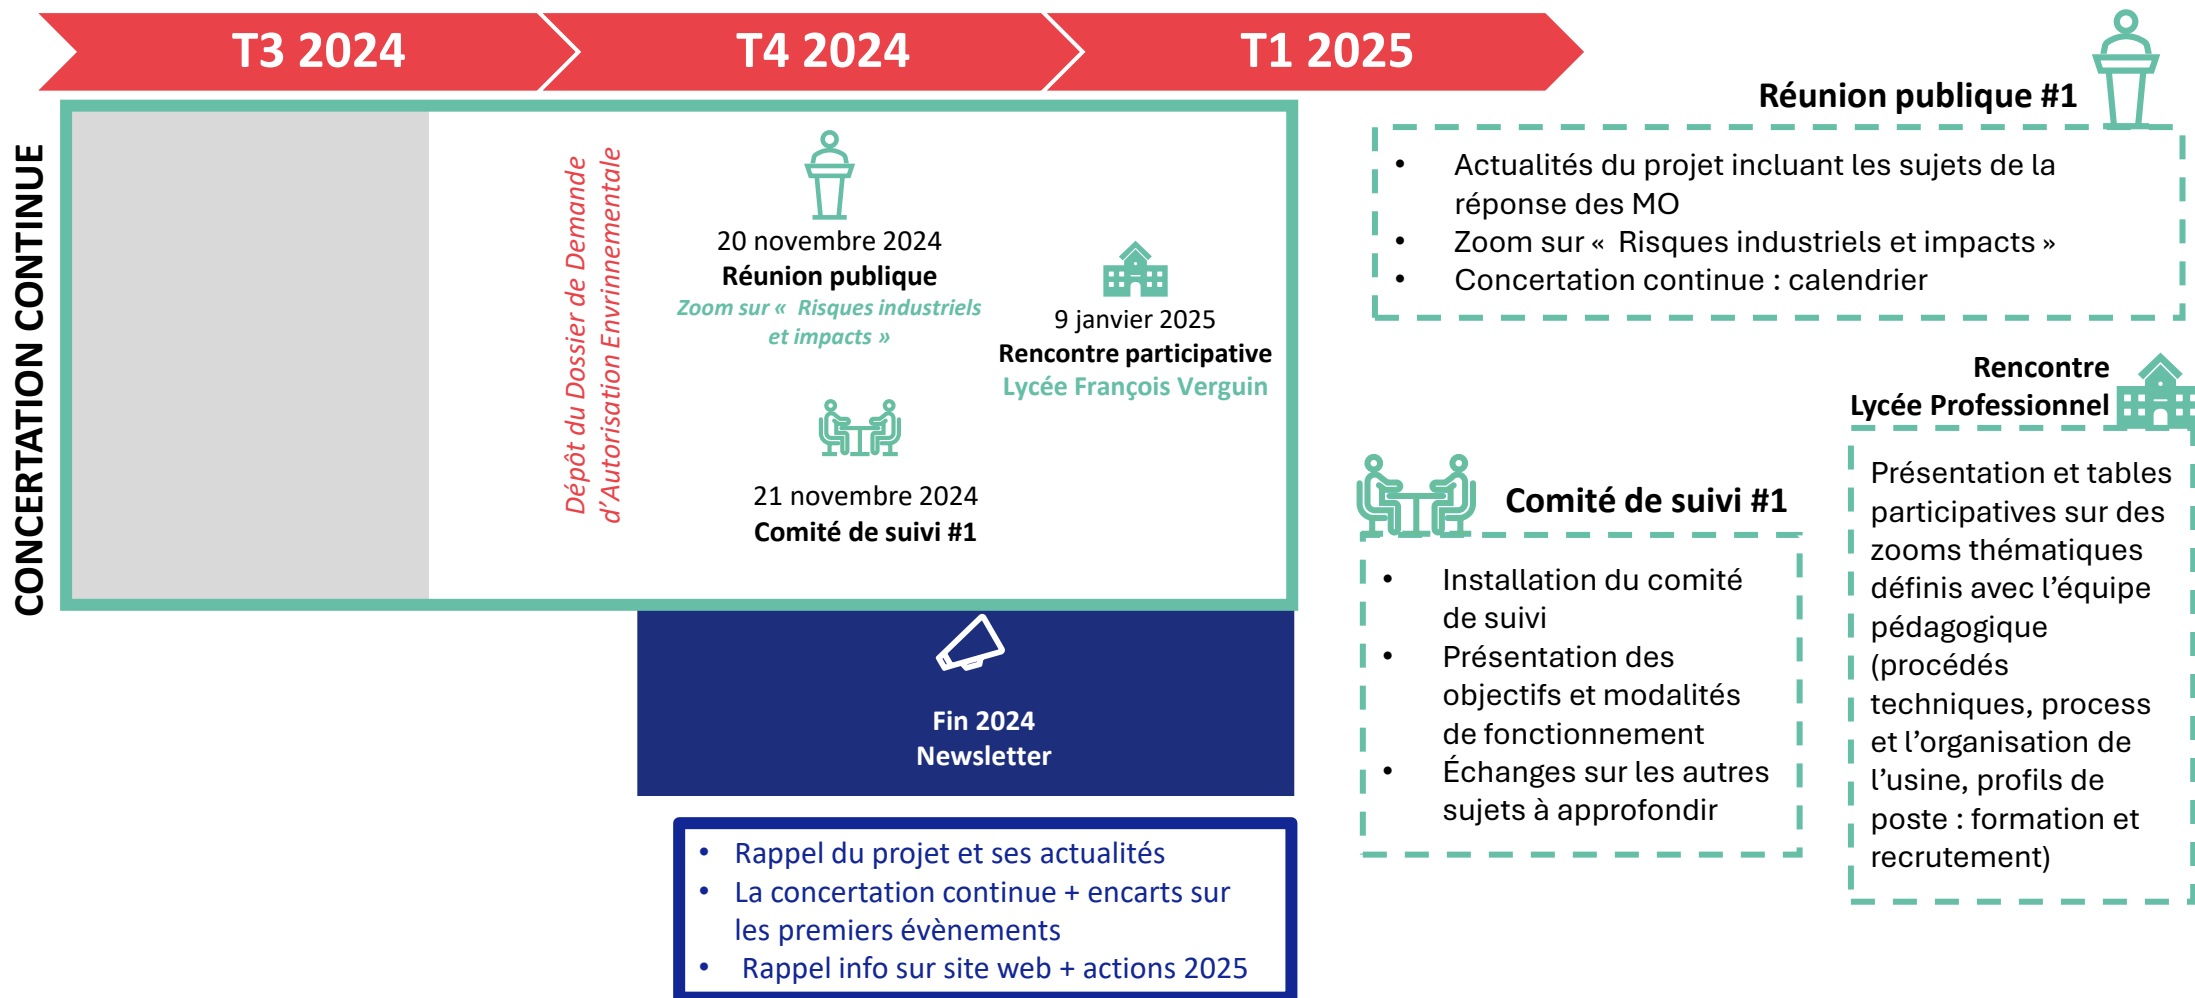 T3 2024
T4 2024
T1 2025
CONCERTATION CONTINUE
Dépôt du Dossier de Demande
d'Autorisation Envrinnementale
20 novembre 2024
Réunion publique
Zoom sur «  Risques industriels
et impacts »
21 novembre 2024
Comité de suivi #1
9 janvier 2025
Rencontre participative
Lycée François Verguin
Fin 2024
Newsletter
• Rappel du projet et ses actualités
• La concertation continue + encarts sur
les premiers évènements
• Rappel info sur site web + actions 2025
Réunion publique #1
• Actualités du projet incluant les sujets de la
réponse des MO
• Zoom sur «  Risques industriels et impacts »
• Concertation continue : calendrier
Comité de suivi #1
• Installation du comité
de suivi
• Présentation des
objectifs et modalités
de fonctionnement
• Échanges sur les autres
sujets à approfondir
Rencontre
Lycée Professionnel
Présentation et tables
participatives sur des
zooms thématiques
définis avec l'équipe
pédagogique
(procédés
techniques, process
et l'organisation de
l'usine, profils de
poste : formation et
recrutement)